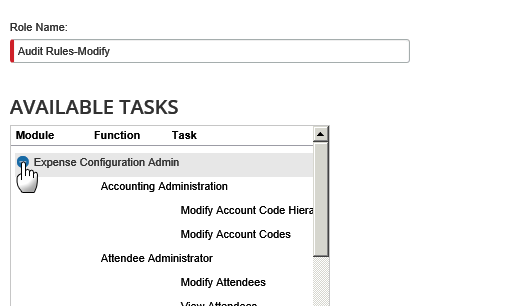 Role Name:
Audit Rules-Modify
AVAILABLE TASKS
Module Function Task
Expense Configuration Admin
Accounting Administration
Modify Account Code Hiera
Modify Account Codes
Attendee Administrator
Modify Attendees
View Attendees